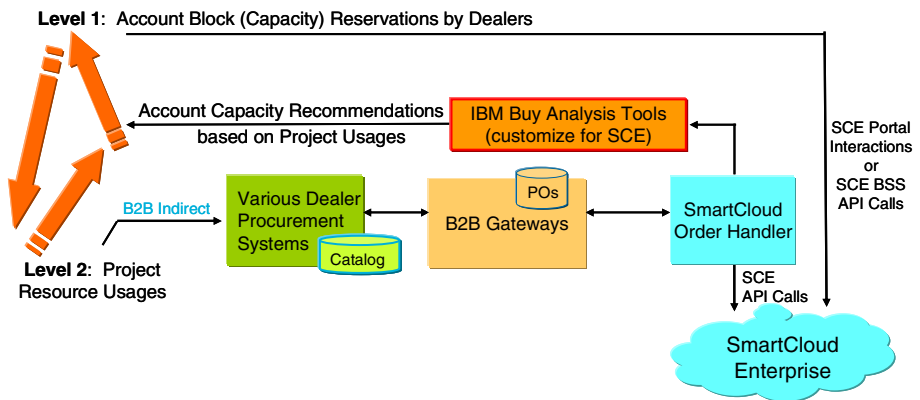 Level 1: Account Block (Capacity) Reservations by Dealers
Account Capacity Recommendations
based on Project Usages
IBM Buy Analysis Tools
(customize for SCE)
SCE Portal
Interactions
or
SCE BSS
API Calls
B2B Indirect
Various Dealer
Procurement
Systems
Catalog
POs
B2B Gateways
SmartCloud
Order Handler
Level 2: Project
Resource Usages
SCE
API Calls
SmartCloud
Enterprise